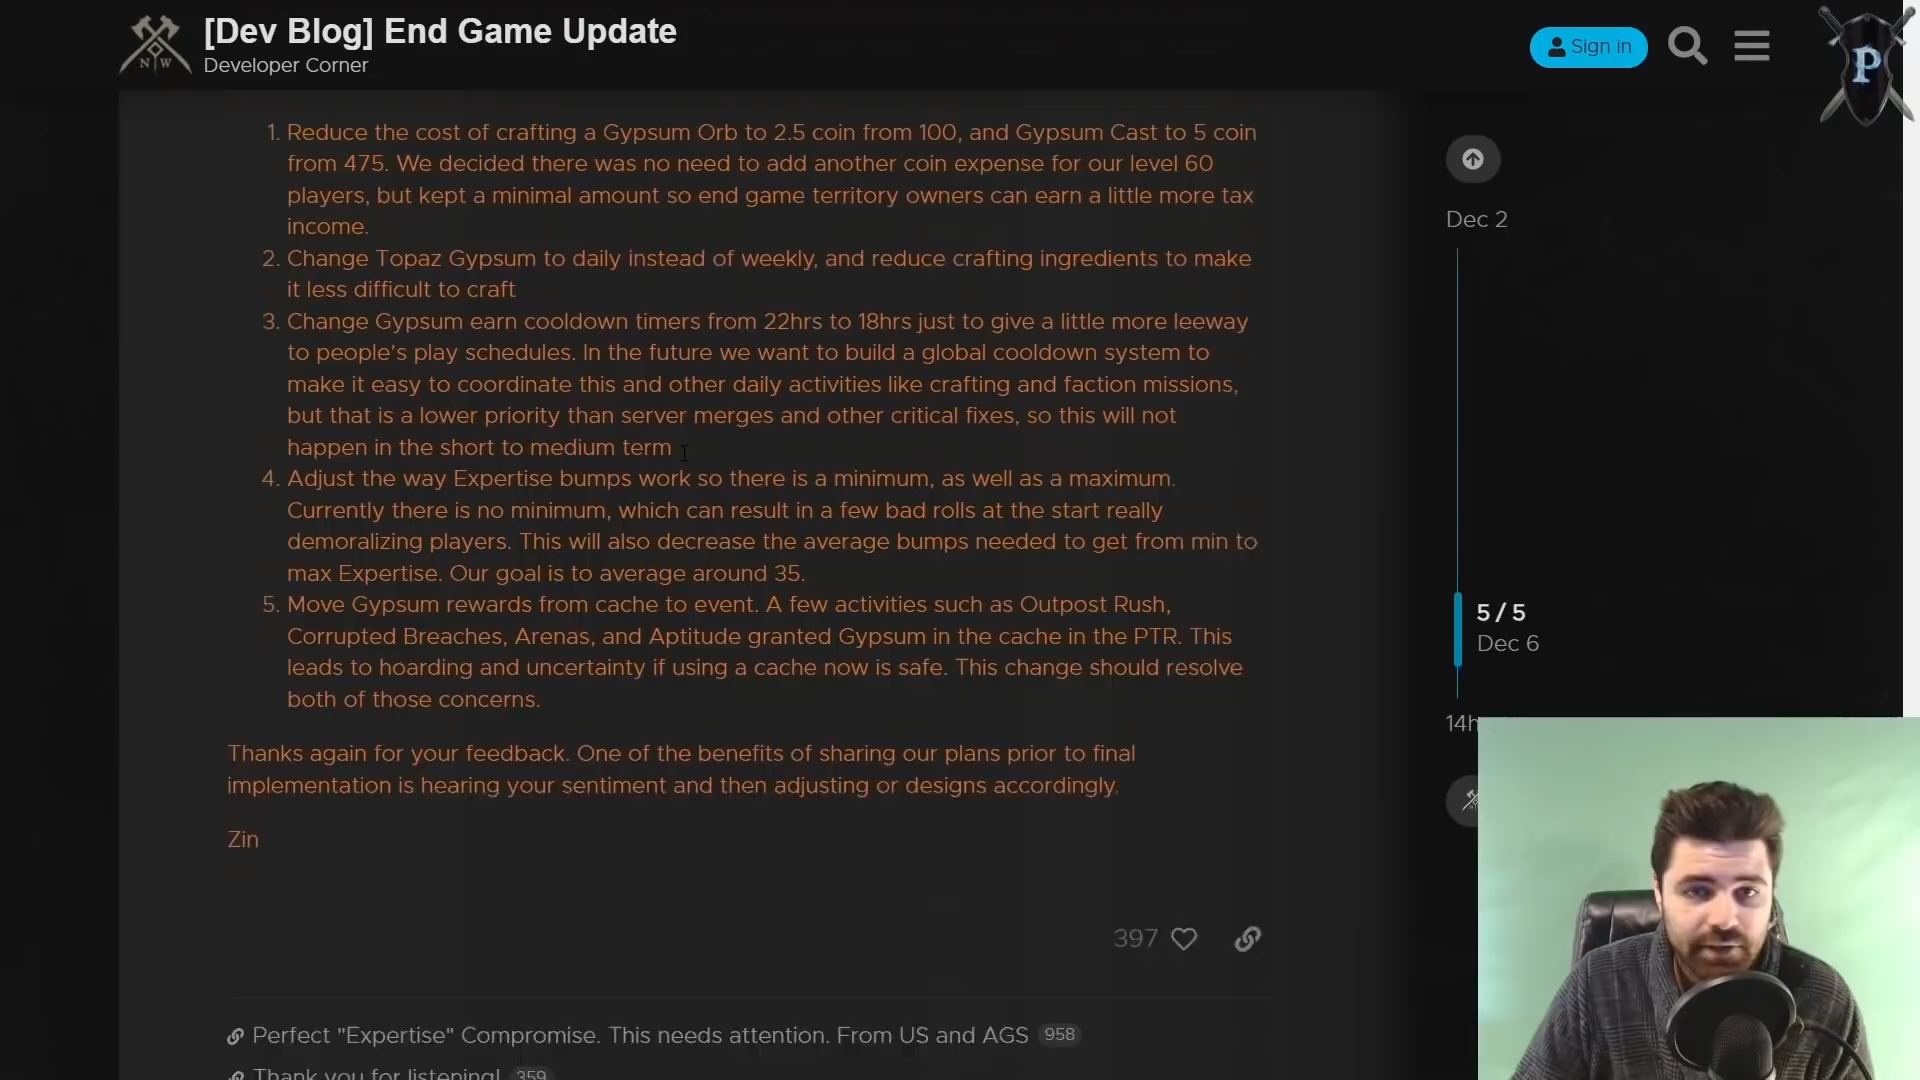 [Dev Blog] End Game Update
Developer Corner
N W
Sign in
P
1. Reduce the cost of crafting a Gypsum Orb to 2.5 coin from 100, and Gypsum Cast to 5 coin
from 475. We decided there was no need to add another coin expense for our level 60
players, but kept a minimal amount so end game territory owners can earn a little more tax
income.
2. Change Topaz Gypsum to daily instead of weekly, and reduce crafting ingredients to make
it less difficult to craft
3. Change Gypsum earn cooldown timers from 22hrs to 18hrs just to give a little more leeway
to people's play schedules. In the future we want to build a global cooldown system to
make it easy to coordinate this and other daily activities like crafting and faction missions,
but that is a lower priority than server merges and other critical fixes, so this will not
happen in the short to medium term
4. Adjust the way Expertise bumps work so there is a minimum, as well as a maximum.
Currently there is no minimum, which can result in a few bad rolls at the start really
demoralizing players. This will also decrease the average bumps needed to get from min to
max Expertise. Our goal is to average around 35.
5. Move Gypsum rewards from cache to event. A few activities such as Outpost Rush,
Corrupted Breaches, Arenas, and Aptitude granted Gypsum in the cache in the PTR. This
leads to hoarding and uncertainty if using a cache now is safe. This change should resolve
both of those concerns.
Thanks again for your feedback. One of the benefits of sharing our plans prior to final
implementation is hearing your sentiment and then adjusting or designs accordingly.
Zin
397
Perfect "Expertise" Compromise. This needs attention. From US and AGS 958
Thank you for listening! 359
Dec 2
5 / 5
Dec 6
14h